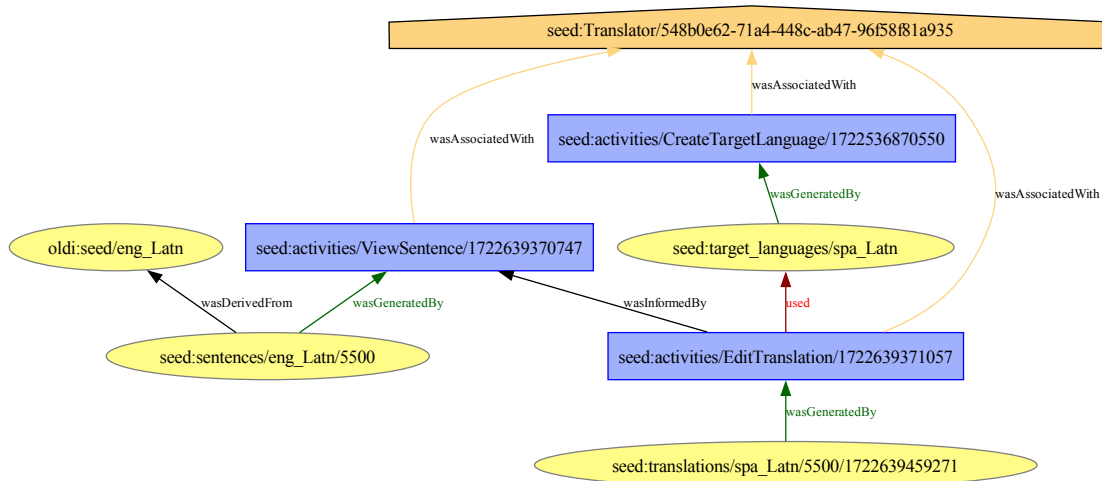 seed:Translator/548b0e62-71a4-448c-ab47-96f58f81a935
wasAssociatedWith
seed:activities/CreateTargetLanguage/1722536870550
wasAssociatedWith
wasGeneratedBy
wasAssociatedWith
oldi:seed/eng_Latn
seed:activities/ViewSentence/1722639370747
seed:target_languages/spa_Latn
wasDerivedFrom
wasGeneratedBy
wasInformedBy
used
seed:sentences/eng_Latn/5500
seed:activities/EditTranslation/1722639371057
wasGeneratedBy
seed:translations/spa_Latn/5500/1722639459271